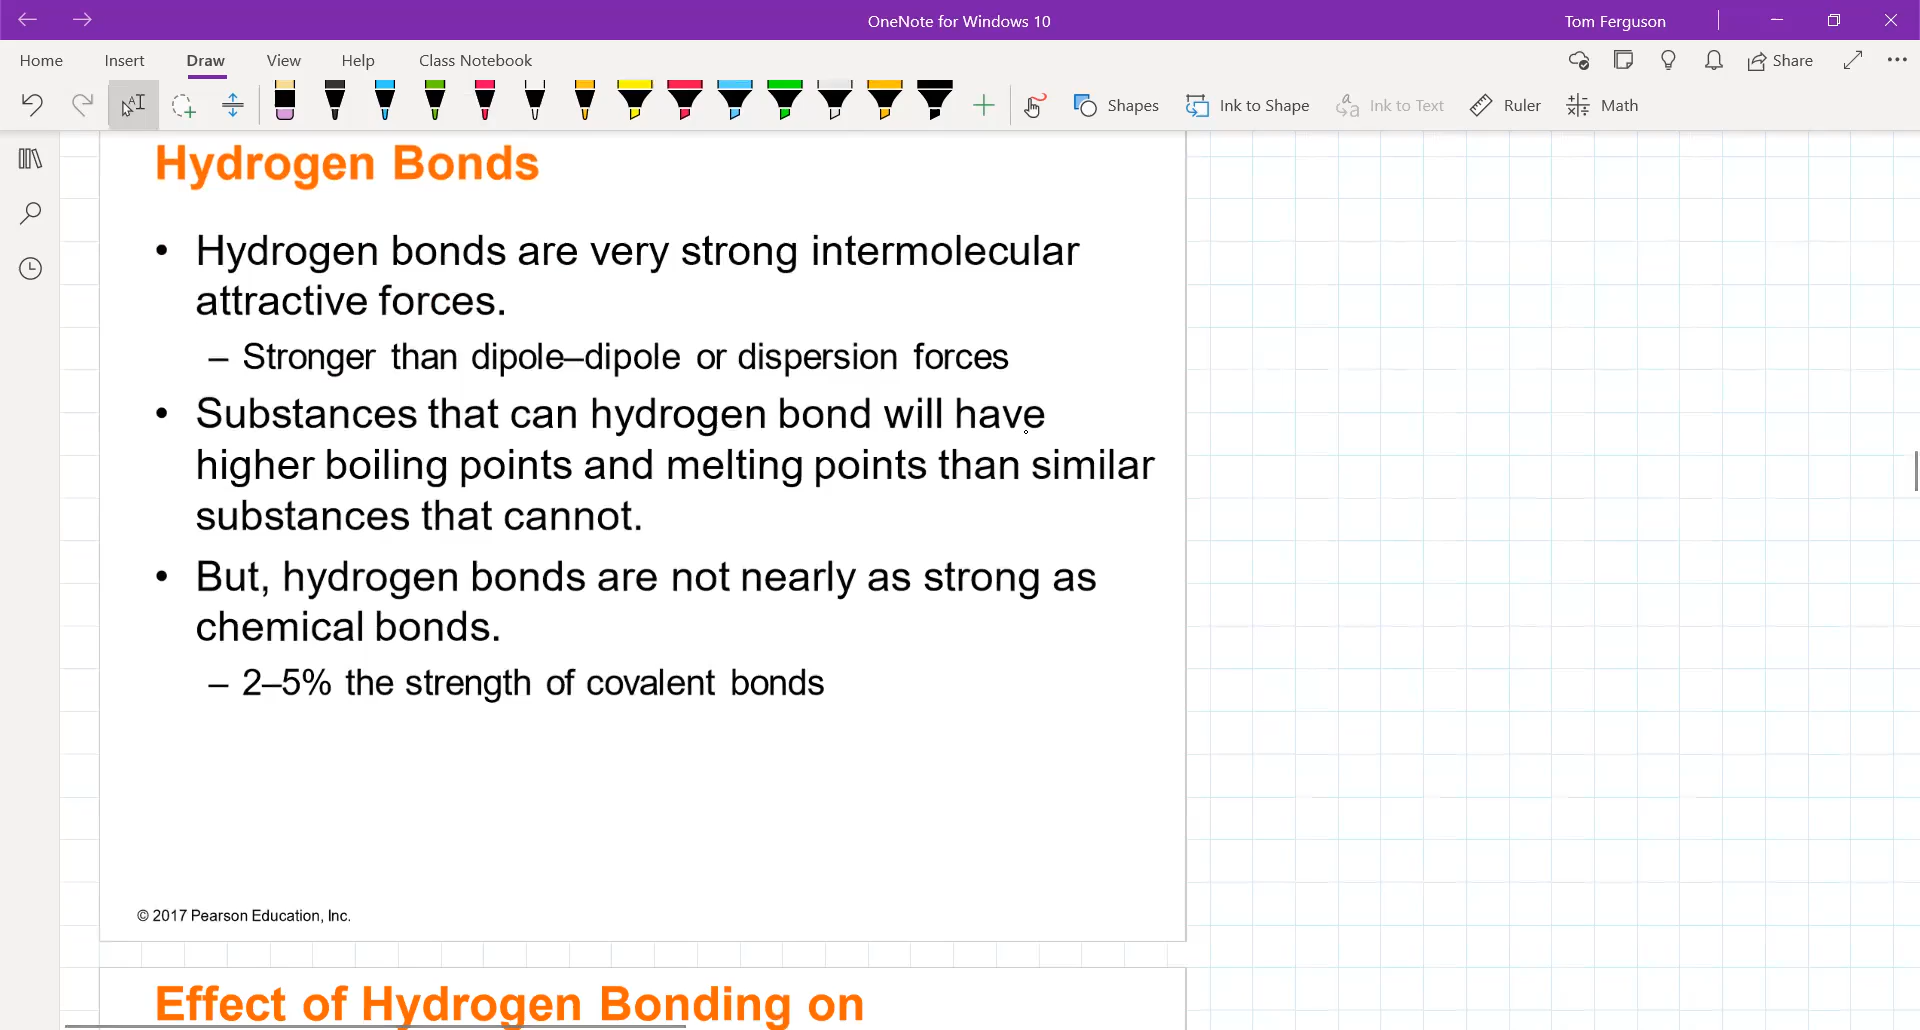 OneNote for Windows 10
Tom Ferguson
Home Insert Draw View Help Class Notebook
Share
Shapes Ink to Shape Ink to Text Ruler Math
Hydrogen Bonds
• Hydrogen bonds are very strong intermolecular
attractive forces.
– Stronger than dipole–dipole or dispersion forces
• Substances that can hydrogen bond will have
higher boiling points and melting points than similar
substances that cannot.
• But, hydrogen bonds are not nearly as strong as
chemical bonds.
– 2–5% the strength of covalent bonds
© 2017 Pearson Education, Inc.
Effect of Hydrogen Bonding on